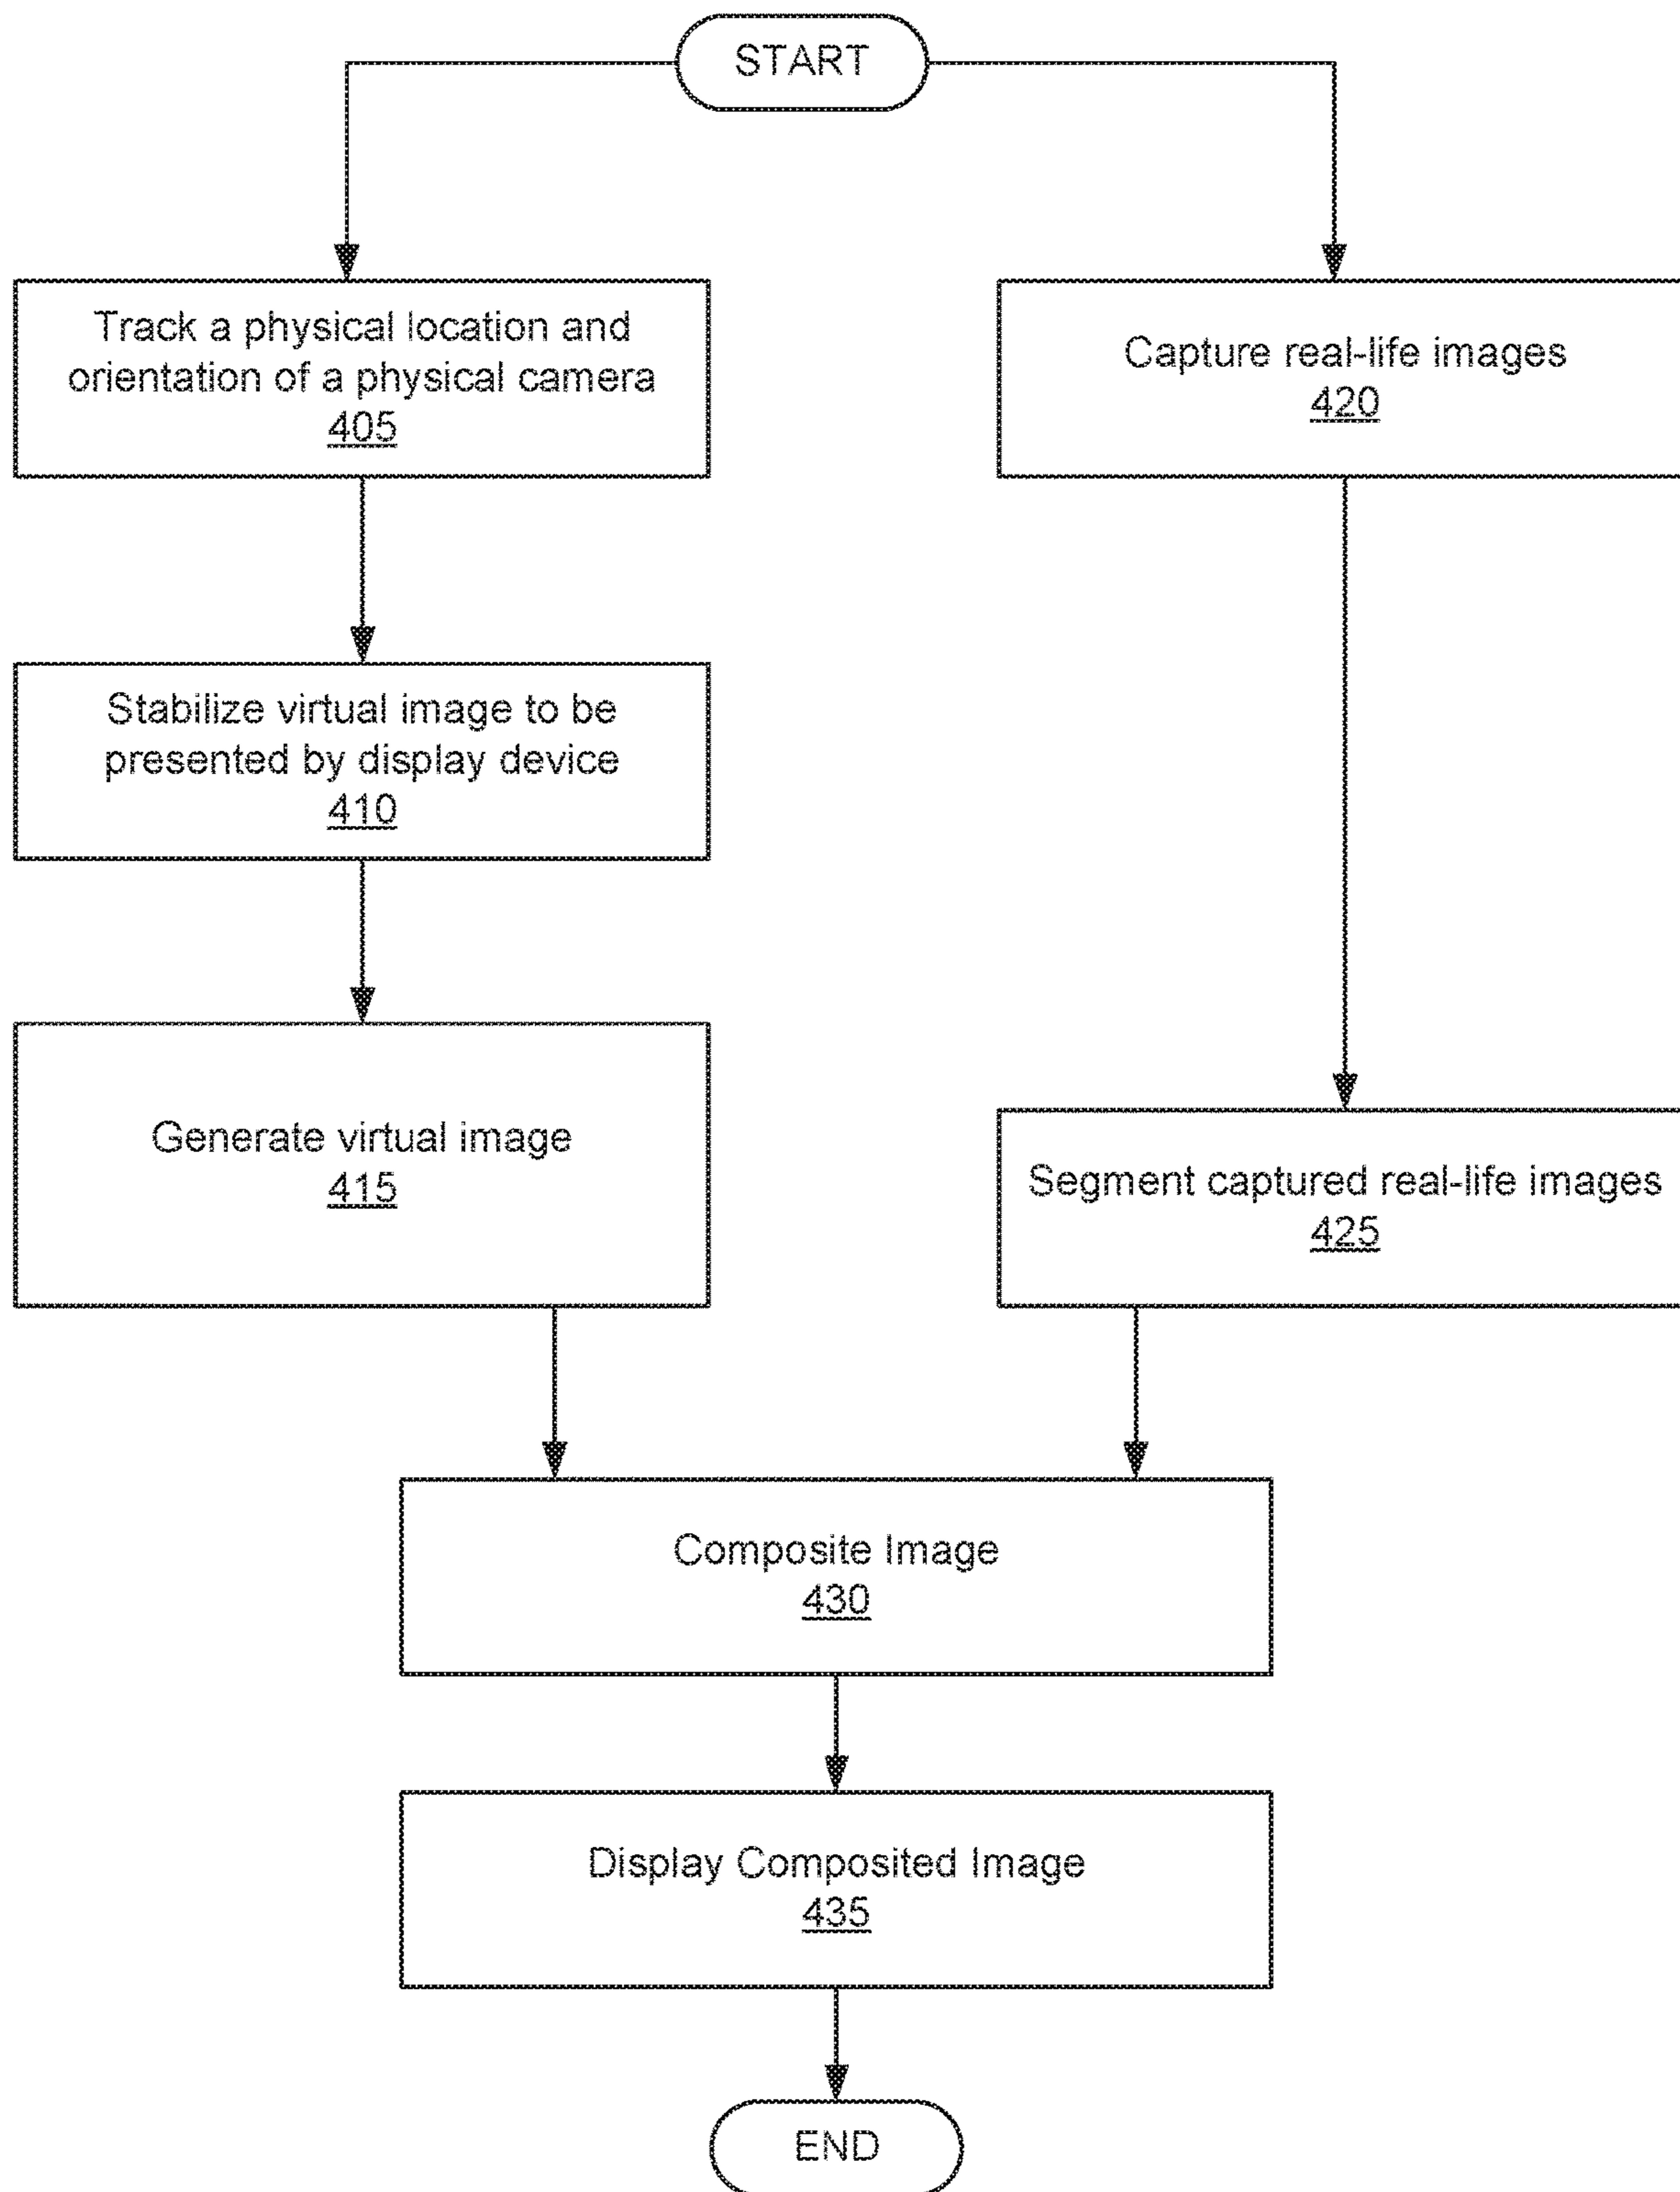 START
Track a physical location and
orientation of a physical camera
405
Stabilize virtual image to be
presented by display device
410
Generate virtual image
415
Capture real-life images
420
Segment captured real-life images
425
Composite Image
430
Display Composited Image
435
END